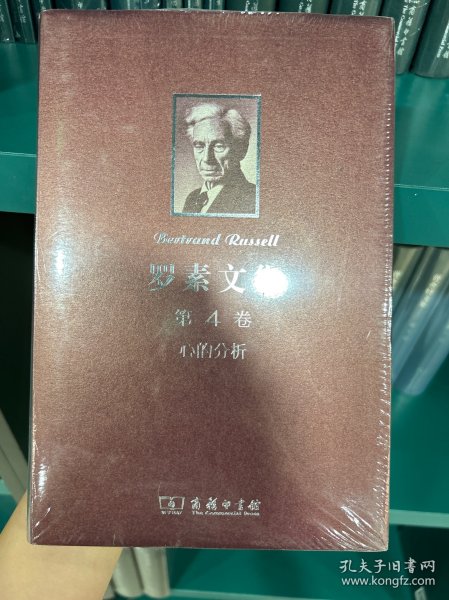 Bertrand Russell
罗素文集
第4卷
心的分析
商务印书馆
The Commercial Press
孔夫子旧书网
www.kongfz.com